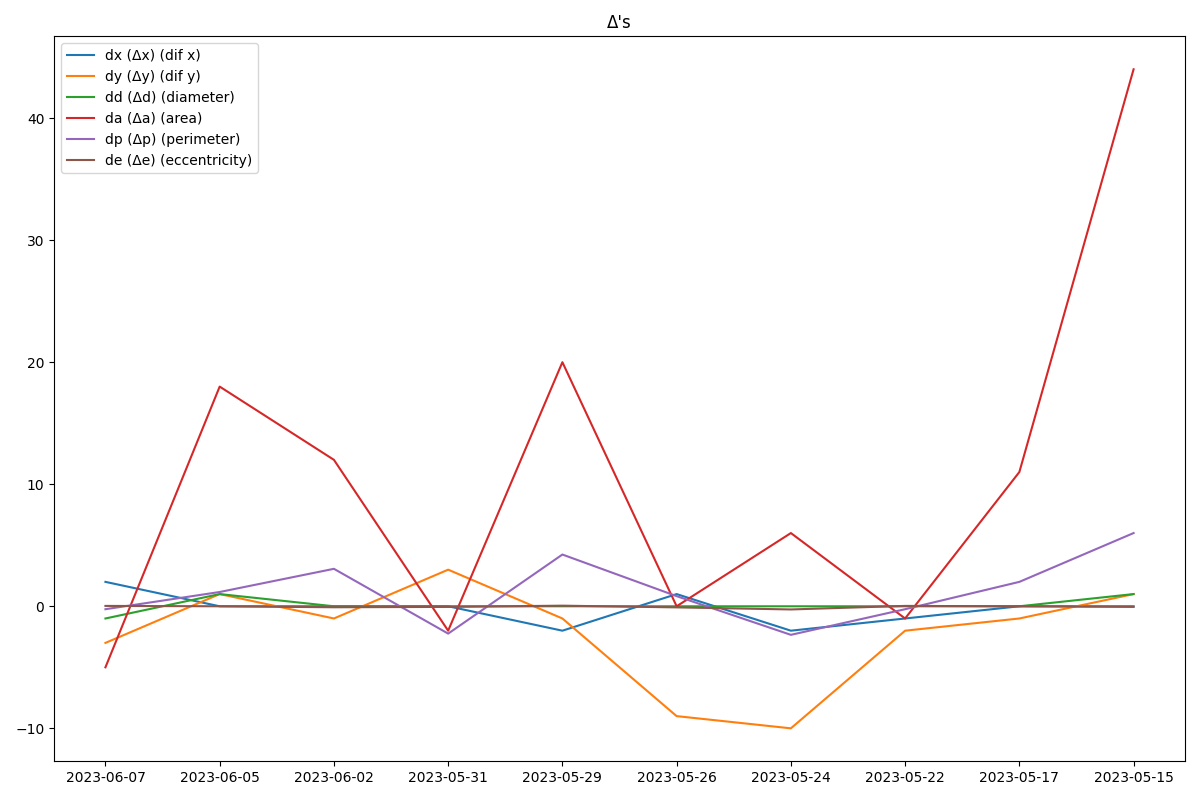 Δ's
dx (Δx) (dif x)
dy (Δy) (dif y)
dd (Δd) (diameter)
da (Δa) (area)
dp (Δp) (perimeter)
de (Δe) (eccentricity)
40
30
20
10
0
−10
2023-06-07 2023-06-05 2023-06-02 2023-05-31 2023-05-29 2023-05-26 2023-05-24 2023-05-22 2023-05-17 2023-05-15